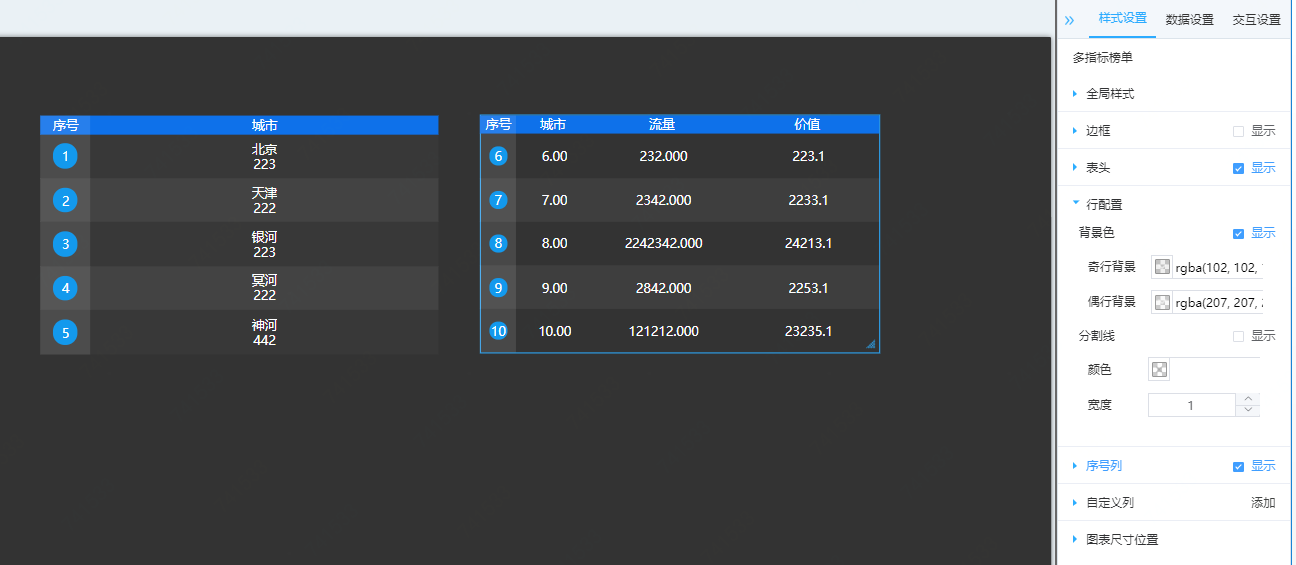 样式设置 数据设置 交互设置
多指标榜单
全局样式
边框 显示
表头 显示
行配置
背景色 显示
奇行背景 rgba(102, 102,
偶行背景 rgba(207, 207,
分割线 显示
颜色
宽度 1
序号列 显示
自定义列 添加
图表尺寸位置
序号 城市
1 北京
223
2 天津
222
3 银河
223
4 冥河
222
5 神河
442
序号 城市 流量 价值
6 6.00 232.000 223.1
7 7.00 2342.000 2233.1
8 8.00 2242342.000 24213.1
9 9.00 2842.000 2253.1
10 10.00 121212.000 23235.1